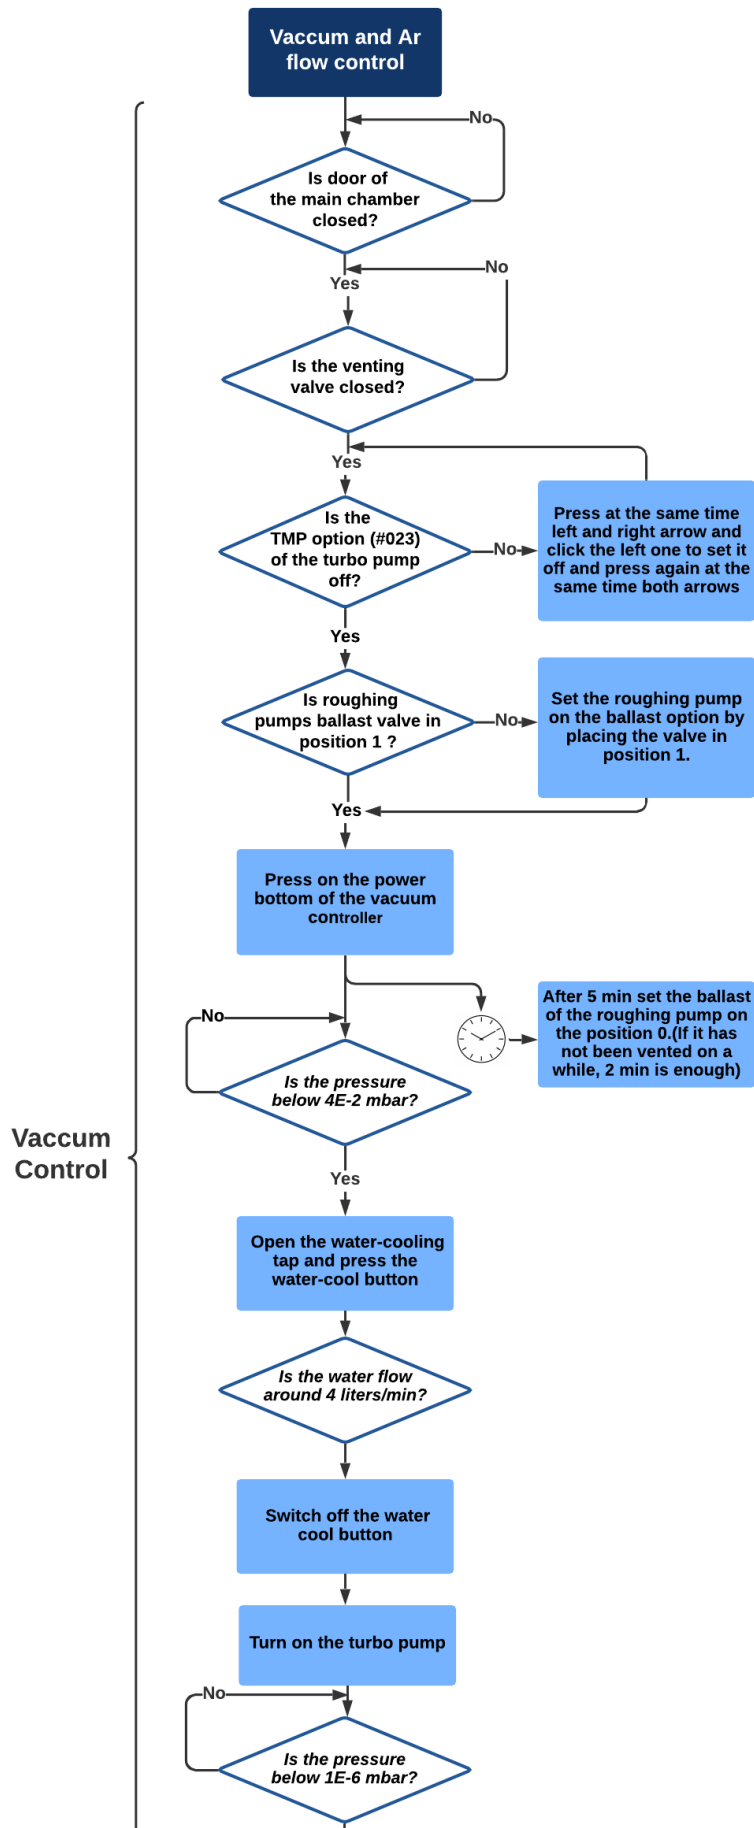 Vaccum and Ar
flow control
No
Is door of
the main chamber
closed?
No
Yes
Is the venting
valve closed?
Yes
Is the
TMP option (#023)
of the turbo pump
off?
No
Press at the same time
left and right arrow and
click the left one to set it
off and press again at the
same time both arrows
Yes
Is roughing
pumps ballast valve in
position 1 ?
No
Set the roughing pump
on the ballast option by
placing the valve in
position 1.
Yes
Press on the power
bottom of the vacuum
controller
After 5 min set the ballast
of the roughing pump on
the position 0.(If it has
not been vented on a
while, 2 min is enough)
No
Is the pressure
below 4E-2 mbar?
Vaccum
Control
Yes
Open the water-cooling
tap and press the
water-cool button
Is the water flow
around 4 liters/min?
Switch off the water
cool button
Turn on the turbo pump
No
Is the pressure
below 1E-6 mbar?